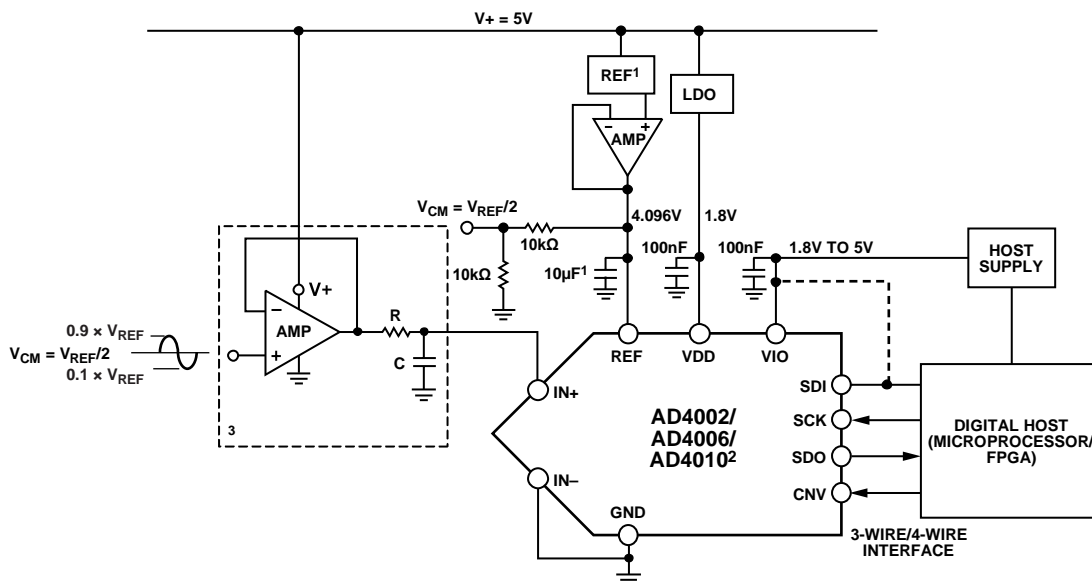 V+ = 5V
REF¹
LDO
– +
AMP
VCM = VREF/2
4.096V
1.8V
10kΩ
100nF
100nF
1.8V TO 5V
HOST
SUPPLY
10kΩ
10µF¹
V+
–
AMP
+
R
C
0.9 × VREF
VCM = VREF/2
0.1 × VREF
3
REF
VDD
VIO
IN+
IN–
AD4002/
AD4006/
AD4010²
GND
SDI
SCK
SDO
CNV
DIGITAL HOST
(MICROPROCESSOR/
FPGA)
3-WIRE/4-WIRE
INTERFACE